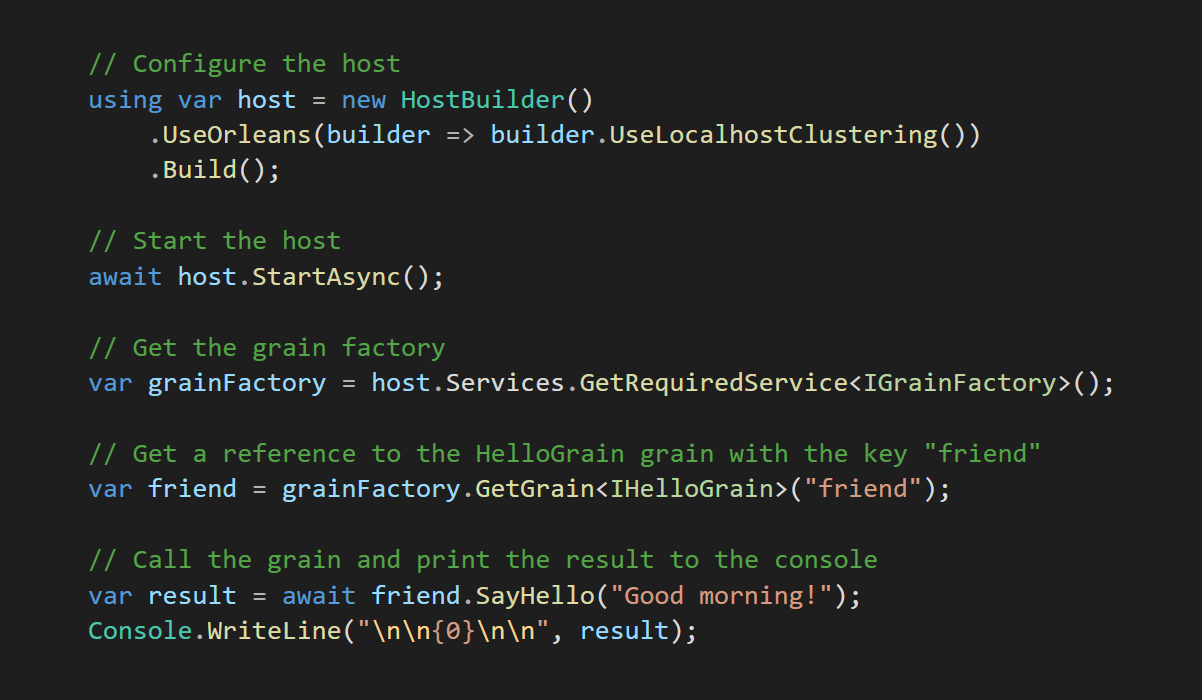 // Configure the host
using var host = new HostBuilder()
    .UseOrleans(builder => builder.UseLocalhostClustering())
    .Build();

// Start the host
await host.StartAsync();

// Get the grain factory
var grainFactory = host.Services.GetRequiredService<IGrainFactory>();

// Get a reference to the HelloGrain grain with the key "friend"
var friend = grainFactory.GetGrain<IHelloGrain>("friend");

// Call the grain and print the result to the console
var result = await friend.SayHello("Good morning!");
Console.WriteLine("\n\n{0}\n\n", result);